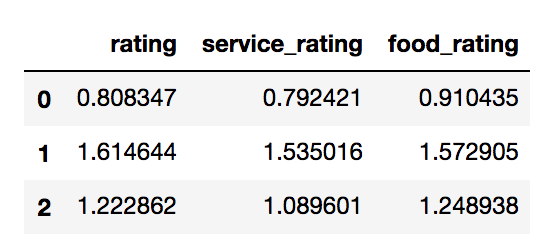 rating service_rating food_rating
0 0.808347 0.792421 0.910435
1 1.614644 1.535016 1.572905
2 1.222862 1.089601 1.248938